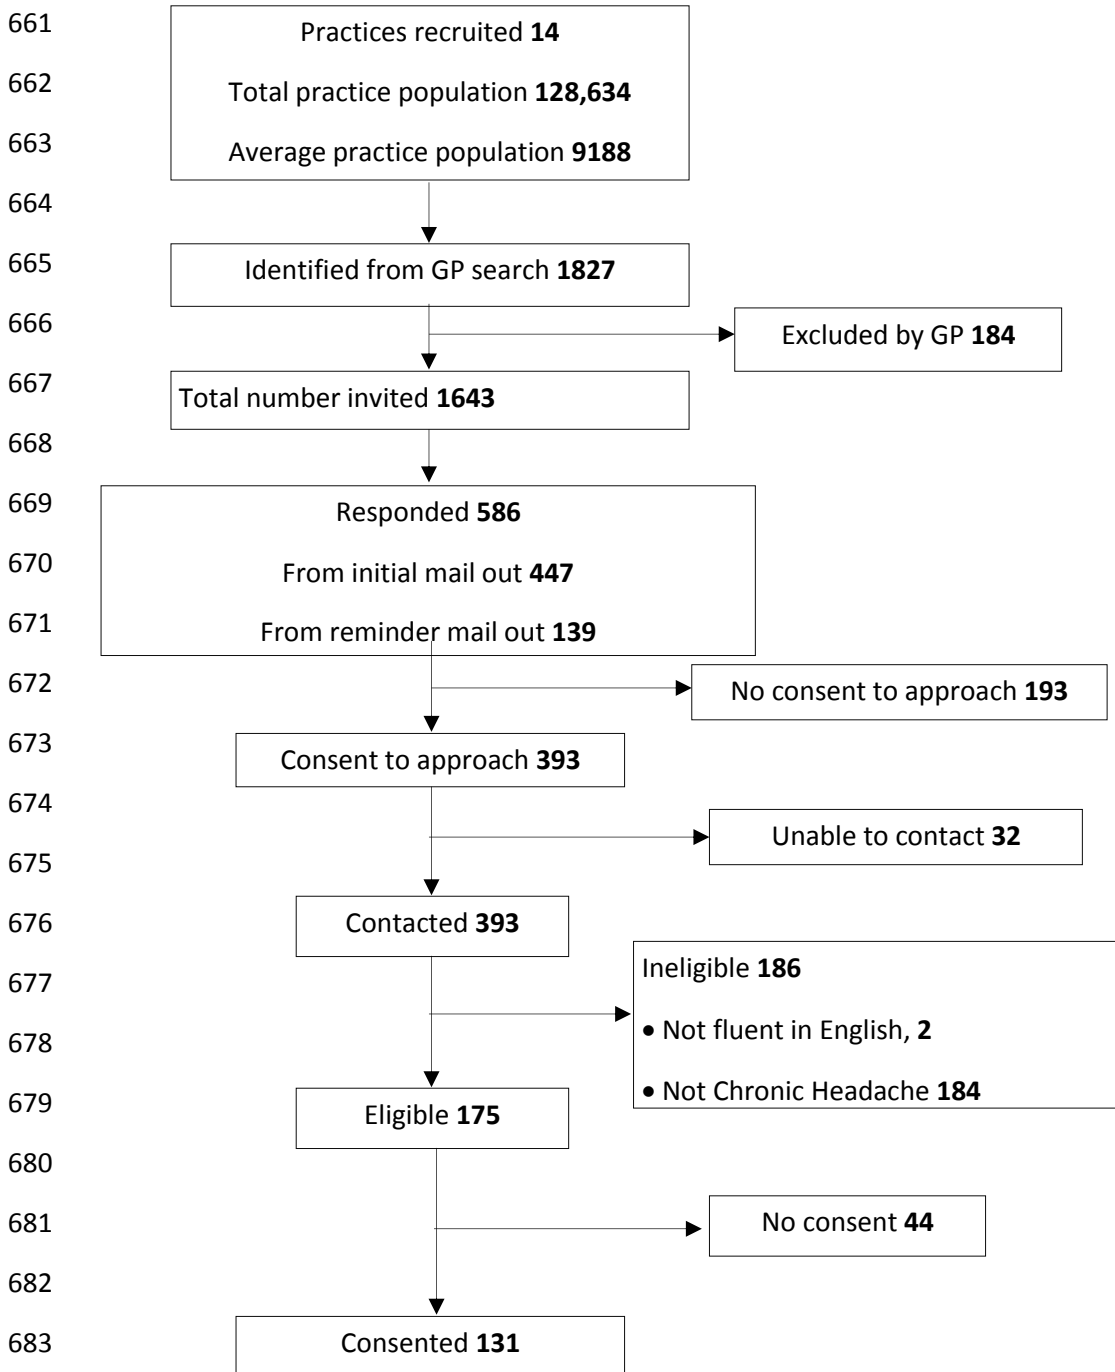 661
Practices recruited 14
662
Total practice population 128,634
663
Average practice population 9188
664
665
Identified from GP search 1827
666
Excluded by GP 184
667
Total number invited 1643
668
669
Responded 586
670
From initial mail out 447
671
From reminder mail out 139
672
No consent to approach 193
673
Consent to approach 393
674
Unable to contact 32
675
676
Contacted 393
Ineligible 186
677
• Not fluent in English, 2
678
• Not Chronic Headache 184
679
Eligible 175
680
681
No consent 44
682
683
Consented 131